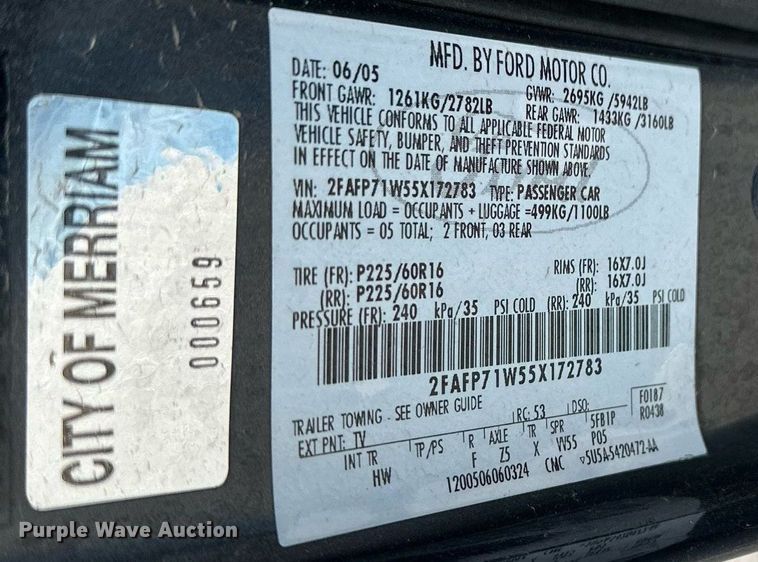 MFD. BY FORD MOTOR CO.
DATE: 06/05 GVWR: 2695KG/5942LB
FRONT GAWR: 1261KG/2782LB REAR GAWR: 1433KG/3160LB
THIS VEHICLE CONFORMS TO ALL APPLICABLE FEDERAL MOTOR
VEHICLE SAFETY, BUMPER, AND THEFT PREVENTION STANDARDS
IN EFFECT ON THE DATE OF MANUFACTURE SHOWN ABOVE.
VIN: 2FAFP71W55X172783 TYPE: PASSENGER CAR
MAXIMUM LOAD = OCCUPANTS + LUGGAGE =499KG/1100LB
OCCUPANTS = 05 TOTAL; 2 FRONT, 03 REAR
TIRE (FR): P225/60R16 RIMS (FR): 16X7.0J
(RR): P225/60R16 (RR): 16X7.0J
PRESSURE (FR): 240 kPa/35 PSI COLD (RR): 240 kPa/35 PSI COLD
2FAFP71W55X172783
TRAILER TOWING - SEE OWNER GUIDE
EXT PNT: TV RC: 53 DSO: F0187
R0438
INT TR TP/PS R AXLE TR SPR 5FB1P
HW F Z5 X VV55 P05
1200506060324 CMC 5U5A-5420472-AA
CITY OF MERRIAM
000659
Purple Wave Auction